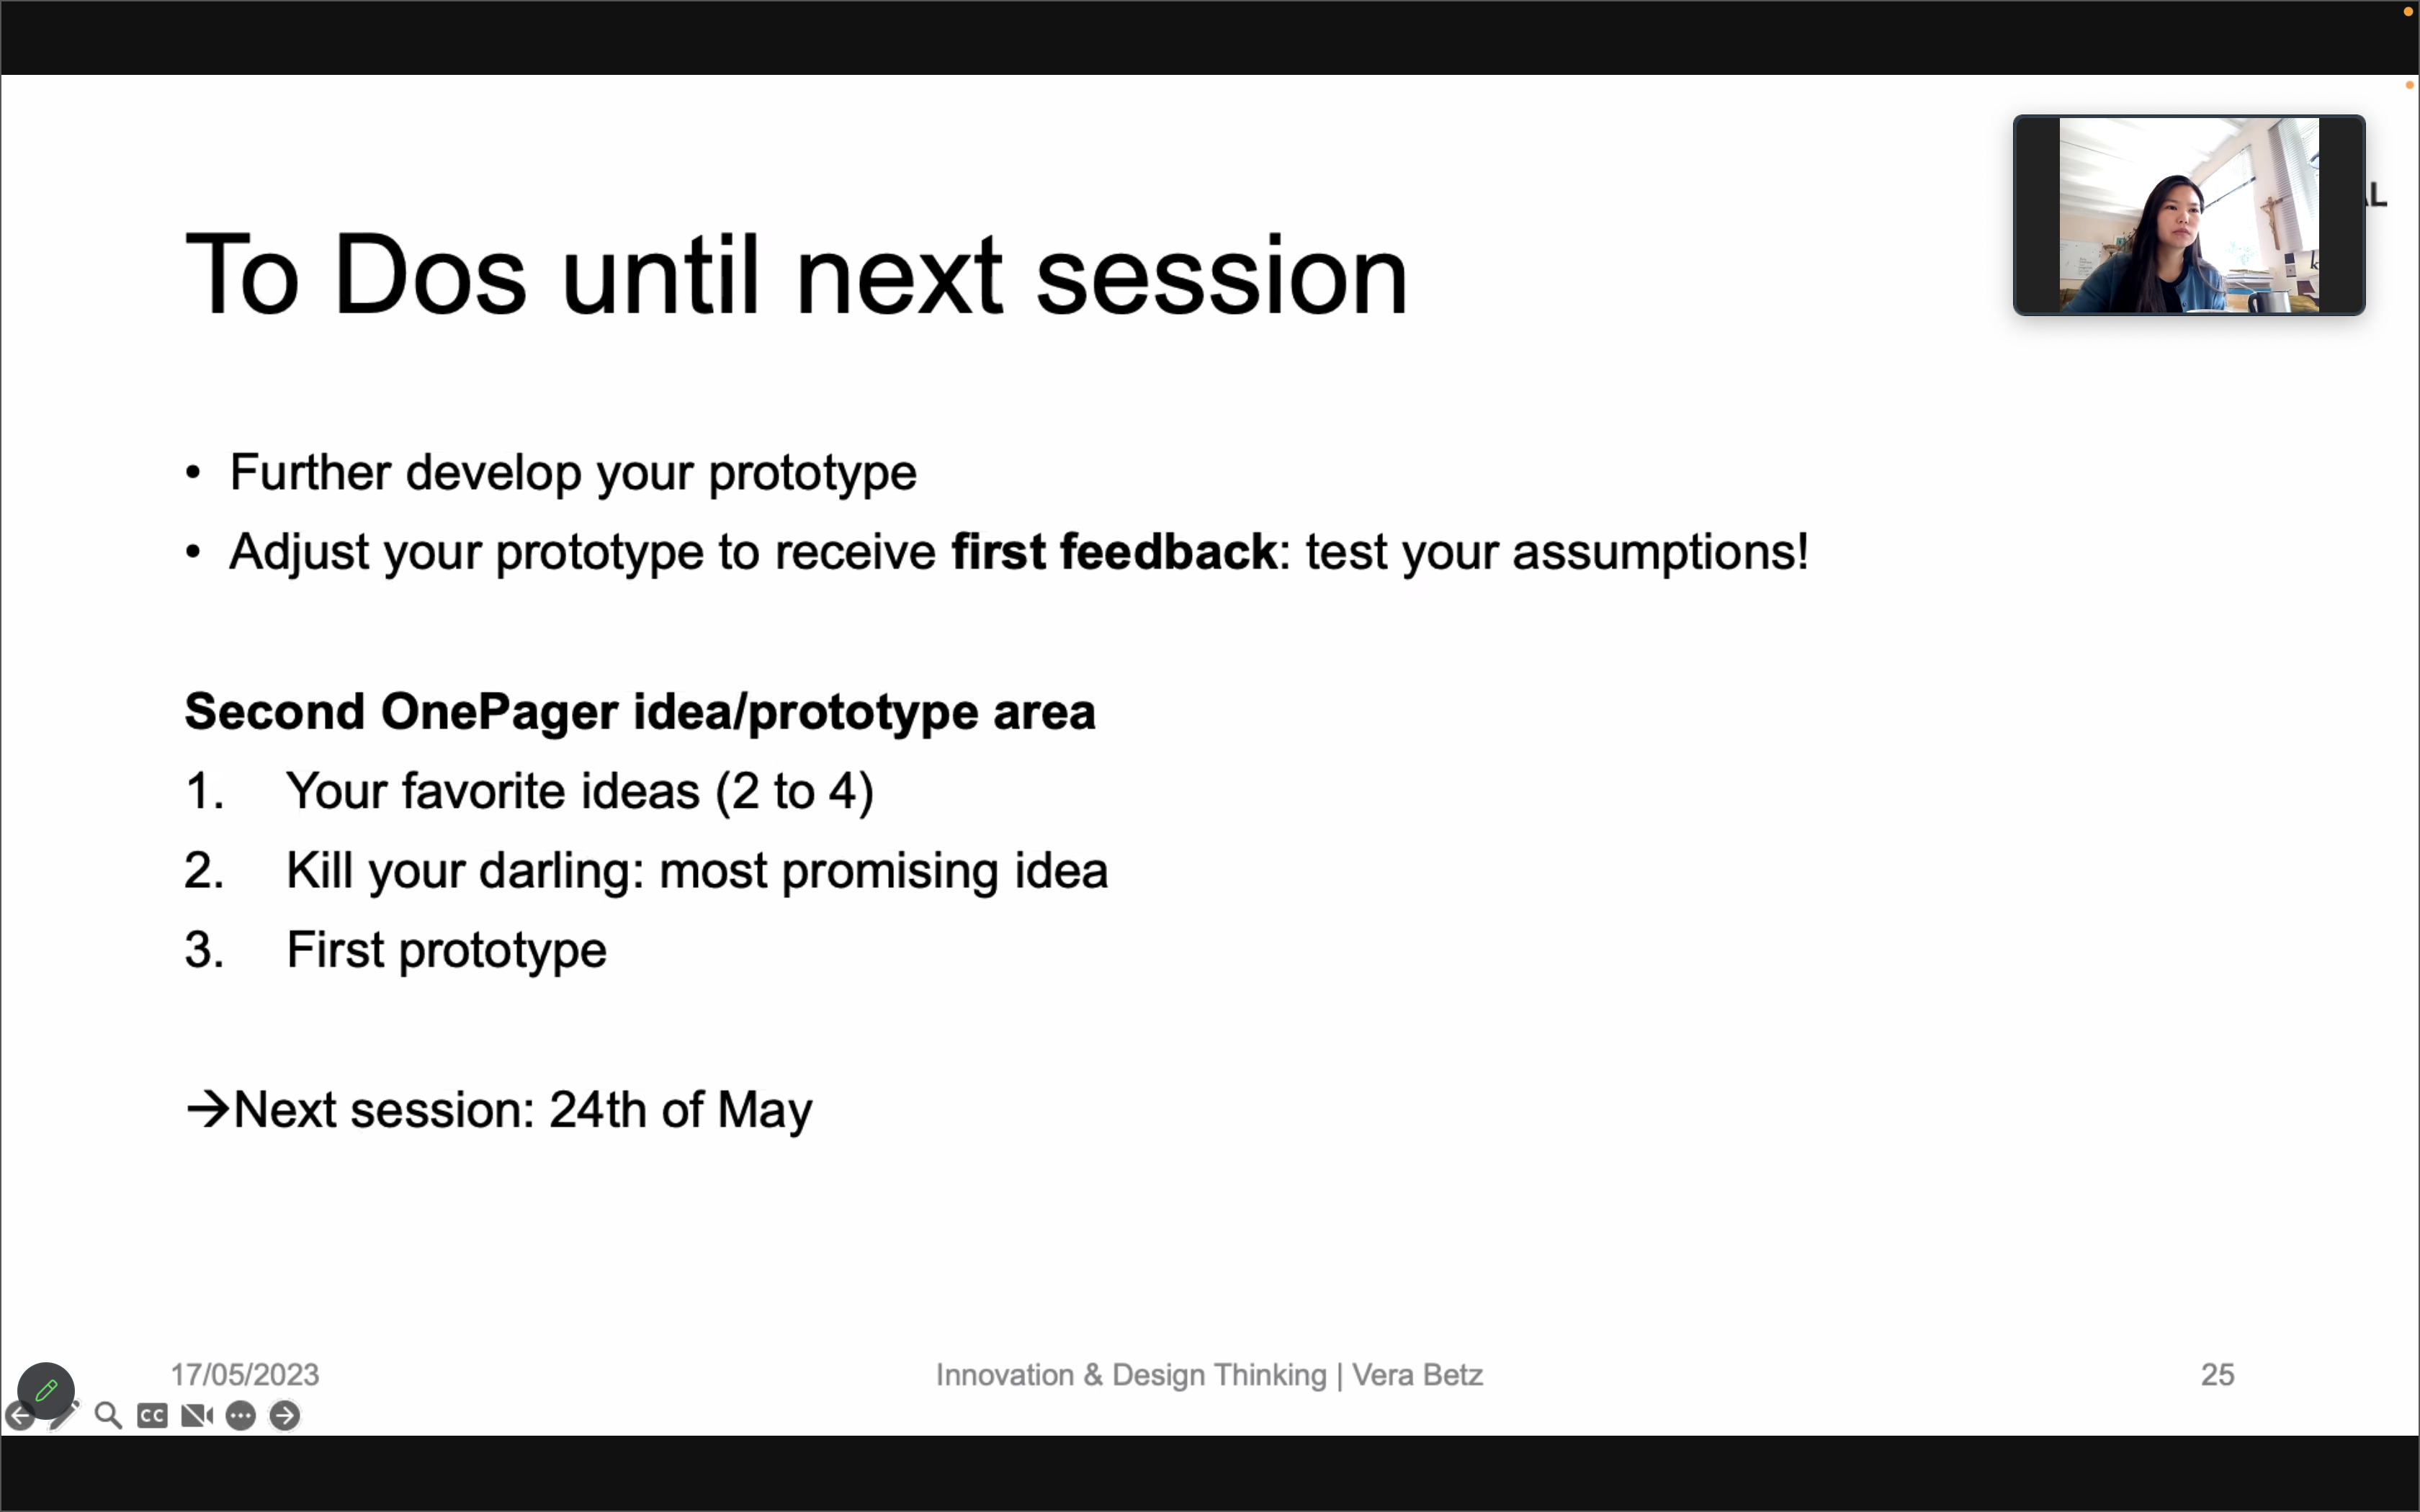 To Dos until next session
• Further develop your prototype
• Adjust your prototype to receive first feedback: test your assumptions!
Second OnePager idea/prototype area
1. Your favorite ideas (2 to 4)
2. Kill your darling: most promising idea
3. First prototype
→Next session: 24th of May
17/05/2023 Innovation & Design Thinking | Vera Betz 25
CC